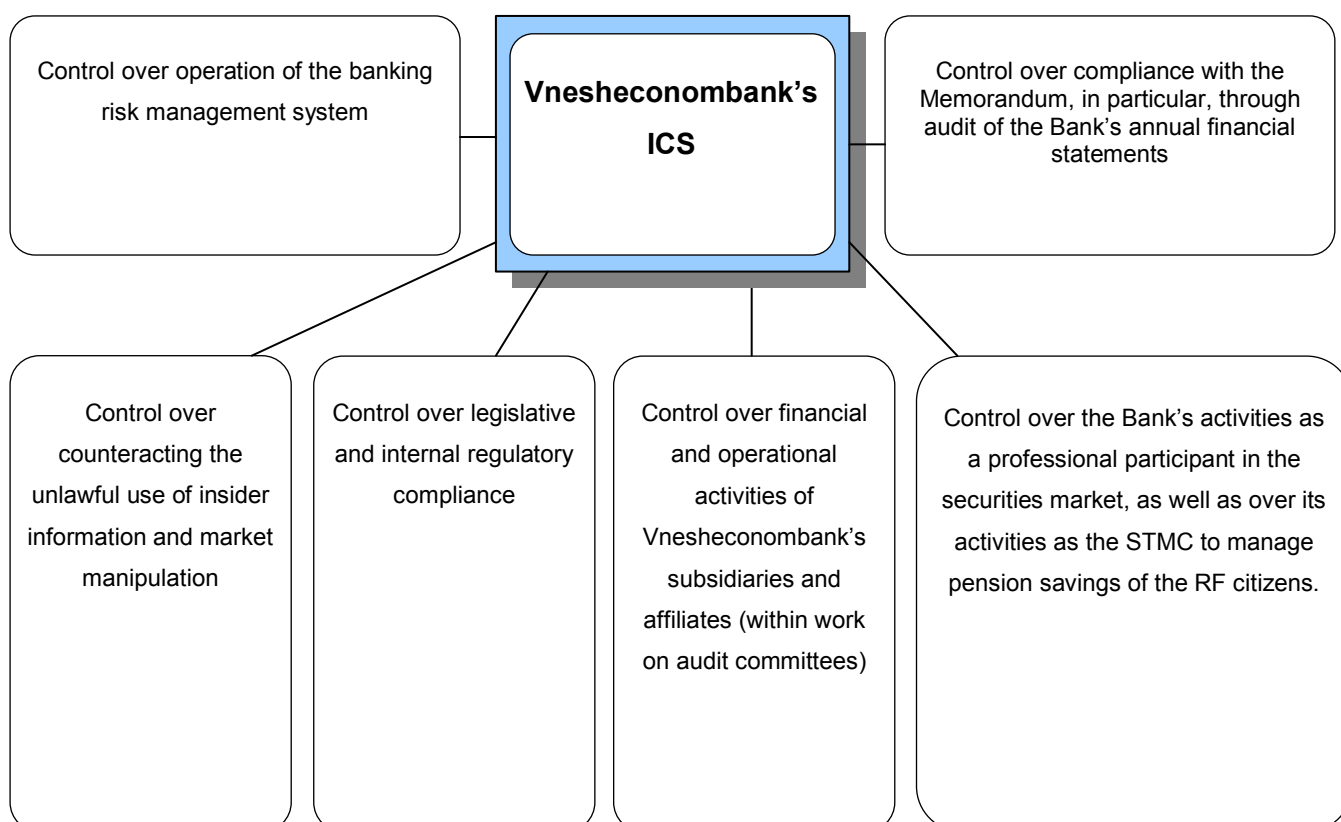 Control over operation of the banking
risk management system
Vnesheconombank’s
ICS
Control over compliance with the
Memorandum, in particular, through
audit of the Bank’s annual financial
statements
Control over
counteracting the
unlawful use of insider
information and market
manipulation
Control over legislative
and internal regulatory
compliance
Control over financial
and operational
activities of
Vnesheconombank’s
subsidiaries and
affiliates (within work
on audit committees)
Control over the Bank’s activities as
a professional participant in the
securities market, as well as over its
activities as the STMC to manage
pension savings of the RF citizens.